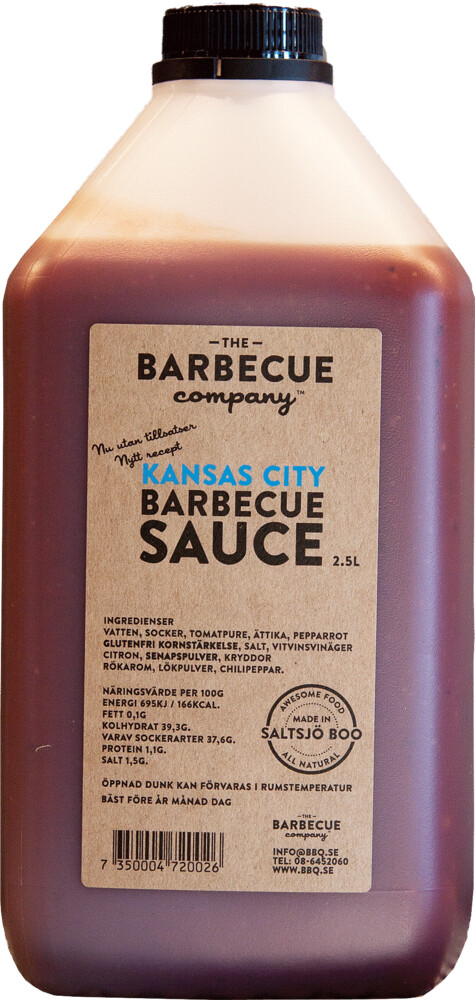 – THE –
BARBECUE
company™
Nu utan tillsatser
Nytt recept
KANSAS CITY
BARBECUE
SAUCE 2.5L
INGREDIENSER
VATTEN, SOCKER, TOMATPURE, ÄTTIKA, PEPPARROT
GLUTENFRI KORNSTÄRKELSE, SALT, VITVINSVINÄGER
CITRON, SENAPSPULVER, KRYDDOR
RÖKAROM, LÖKPULVER, CHILIPEPPAR.
NÄRINGSVÄRDE PER 100G
ENERGI 695KJ / 166KCAL.
FETT 0,1G
KOLHYDRAT 39,3G.
VARAV SOCKERARTER 37,6G.
PROTEIN 1,1G.
SALT 1,5G.
AWESOME FOOD
MADE IN
SALTSJÖ BOO
ALL NATURAL
ÖPPNAD DUNK KAN FÖRVARAS I RUMSTEMPERATUR
BÄST FÖRE ÅR MÅNAD DAG
7 350004 720026
– THE –
BARBECUE
company™
INFO@BBQ.SE
TEL: 08-6452060
WWW.BBQ.SE